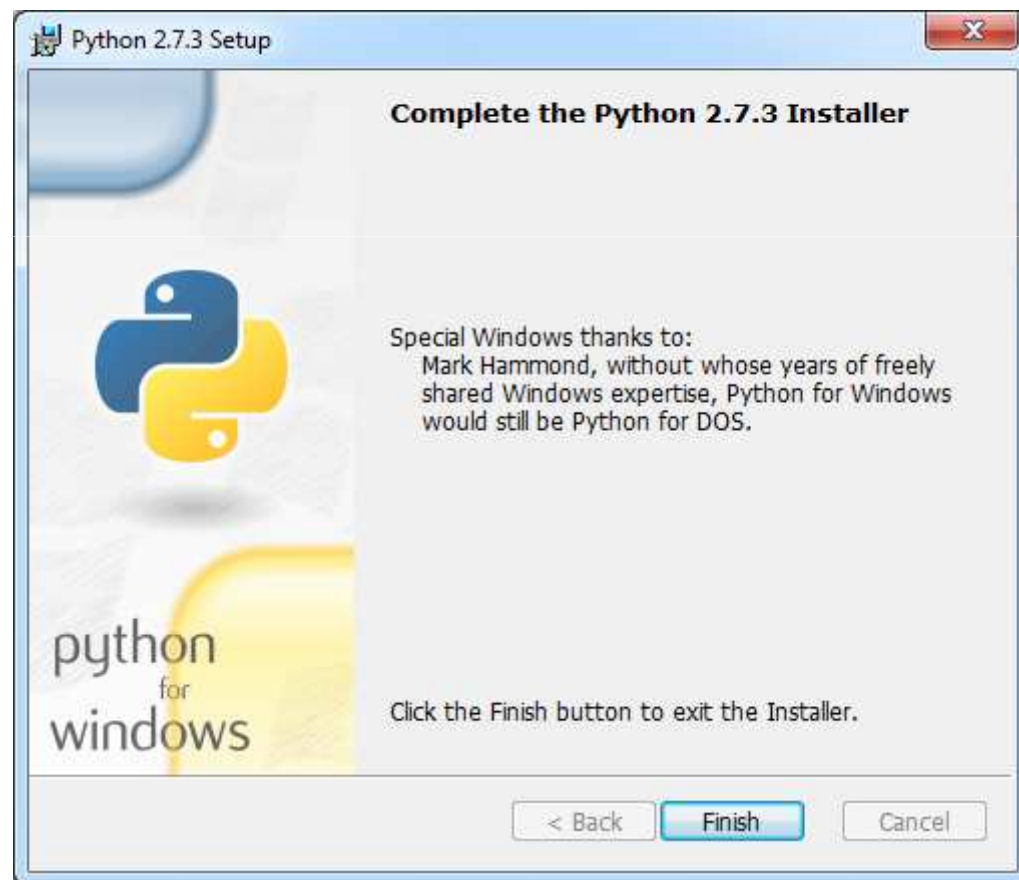 Python 2.7.3 Setup
Complete the Python 2.7.3 Installer
Special Windows thanks to:
Mark Hammond, without whose years of freely
shared Windows expertise, Python for Windows
would still be Python for DOS.
python
for
windows
Click the Finish button to exit the Installer.
< Back
Finish
Cancel